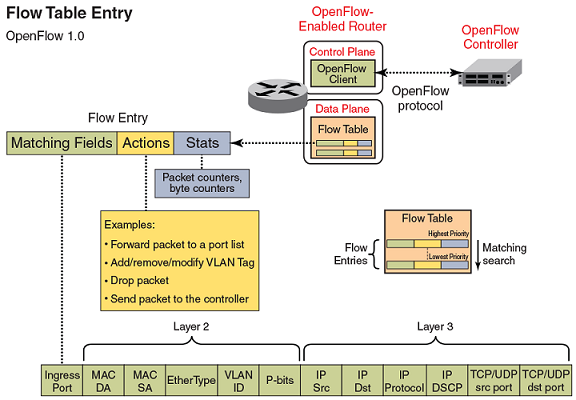 Flow Table Entry
OpenFlow 1.0
OpenFlow-
Enabled Router
Control Plane
OpenFlow
Client
OpenFlow
Controller
OpenFlow
protocol
Data Plane
Flow Table
Flow Entry
Matching Fields
Actions
Stats
Packet counters,
byte counters
Examples:
• Forward packet to a port list
• Add/remove/modify VLAN Tag
• Drop packet
• Send packet to the controller
Flow Table
Highest Priority
Lowest Priority
Flow
Entries
Matching
search
Layer 2
Layer 3
Ingress
Port
MAC
DA
MAC
SA
EtherType
VLAN
ID
P-bits
IP
Src
IP
Dst
IP
Protocol
IP
DSCP
TCP/UDP
src port
TCP/UDP
dst port